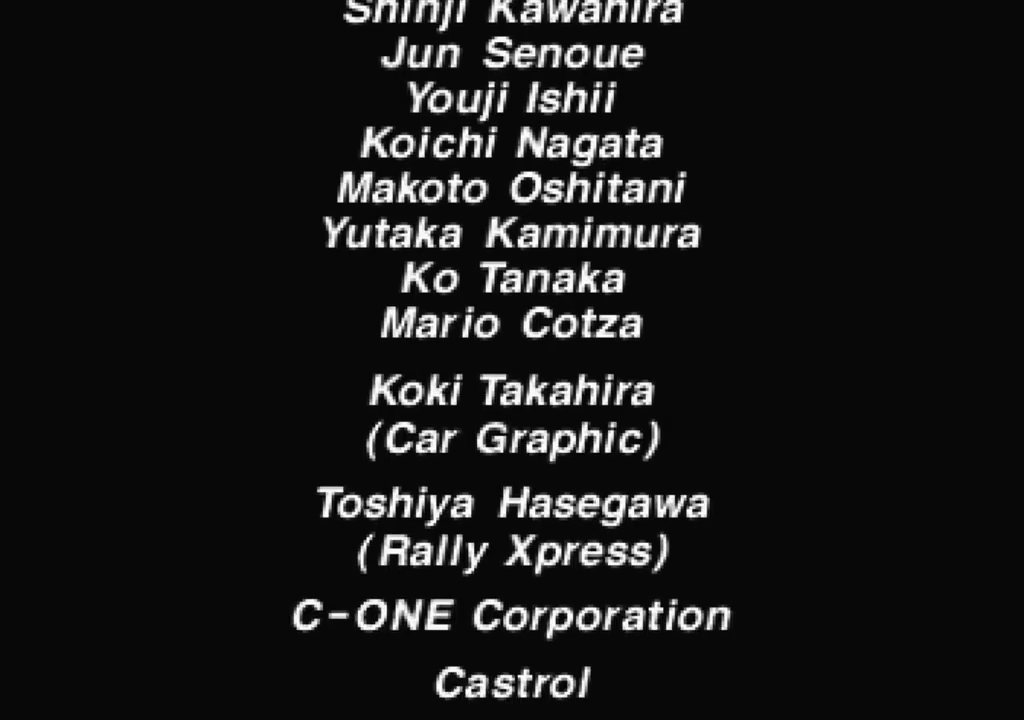 Shinji Kawahira
Jun Senoue
Youji Ishii
Koichi Nagata
Makoto Oshitani
Yutaka Kamimura
Ko Tanaka
Mario Cotza
Koki Takahira
(Car Graphic)
Toshiya Hasegawa
(Rally Xpress)
C-ONE Corporation
Castrol